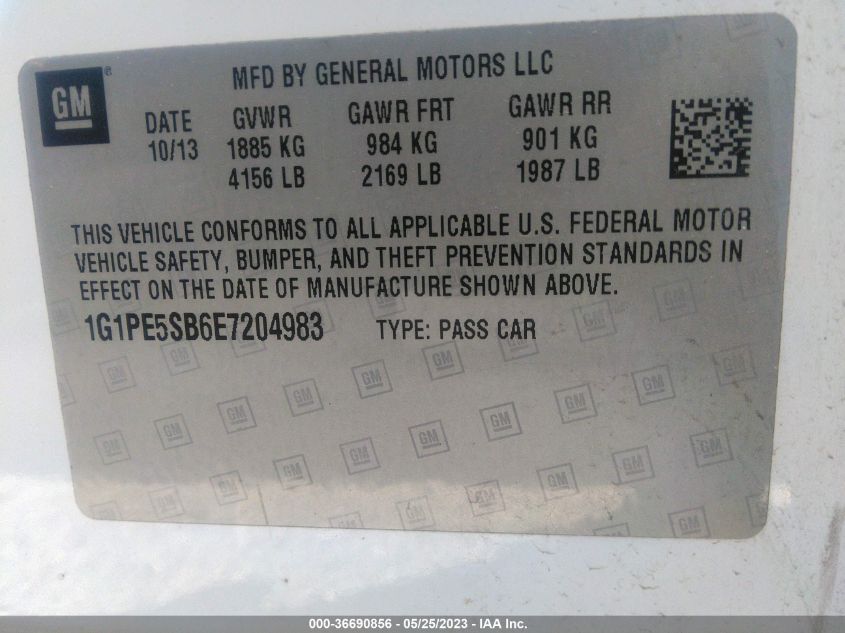 GM ®
MFD BY GENERAL MOTORS LLC
DATE GVWR GAWR FRT GAWR RR
10/13 1885 KG 984 KG 901 KG
4156 LB 2169 LB 1987 LB
THIS VEHICLE CONFORMS TO ALL APPLICABLE U.S. FEDERAL MOTOR
VEHICLE SAFETY, BUMPER, AND THEFT PREVENTION STANDARDS IN
EFFECT ON THE DATE OF MANUFACTURE SHOWN ABOVE.
1G1PE5SB6E7204983 TYPE: PASS CAR
000-36690856 - 05/25/2023 - IAA Inc.